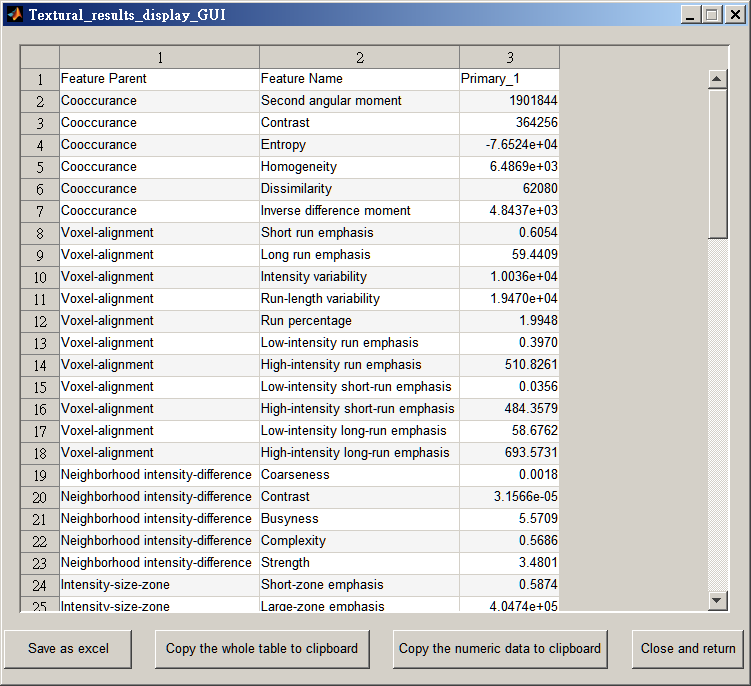 Textural_results_display_GUI
1 2 3
1 Feature Parent Feature Name Primary_1
2 Cooccurance Second angular moment 1901844
3 Cooccurance Contrast 364256
4 Cooccurance Entropy -7.6524e+04
5 Cooccurance Homogeneity 6.4869e+03
6 Cooccurance Dissimilarity 62080
7 Cooccurance Inverse difference moment 4.8437e+03
8 Voxel-alignment Short run emphasis 0.6054
9 Voxel-alignment Long run emphasis 59.4409
10 Voxel-alignment Intensity variability 1.0036e+04
11 Voxel-alignment Run-length variability 1.9470e+04
12 Voxel-alignment Run percentage 1.9948
13 Voxel-alignment Low-intensity run emphasis 0.3970
14 Voxel-alignment High-intensity run emphasis 510.8261
15 Voxel-alignment Low-intensity short-run emphasis 0.0356
16 Voxel-alignment High-intensity short-run emphasis 484.3579
17 Voxel-alignment Low-intensity long-run emphasis 58.6762
18 Voxel-alignment High-intensity long-run emphasis 693.5731
19 Neighborhood intensity-difference Coarseness 0.0018
20 Neighborhood intensity-difference Contrast 3.1566e-05
21 Neighborhood intensity-difference Busyness 5.5709
22 Neighborhood intensity-difference Complexity 0.5686
23 Neighborhood intensity-difference Strength 3.4801
24 Intensity-size-zone Short-zone emphasis 0.5874
25 Intensity-size-zone Large-zone emphasis 4.0474e+05
Save as excel Copy the whole table to clipboard Copy the numeric data to clipboard Close and return